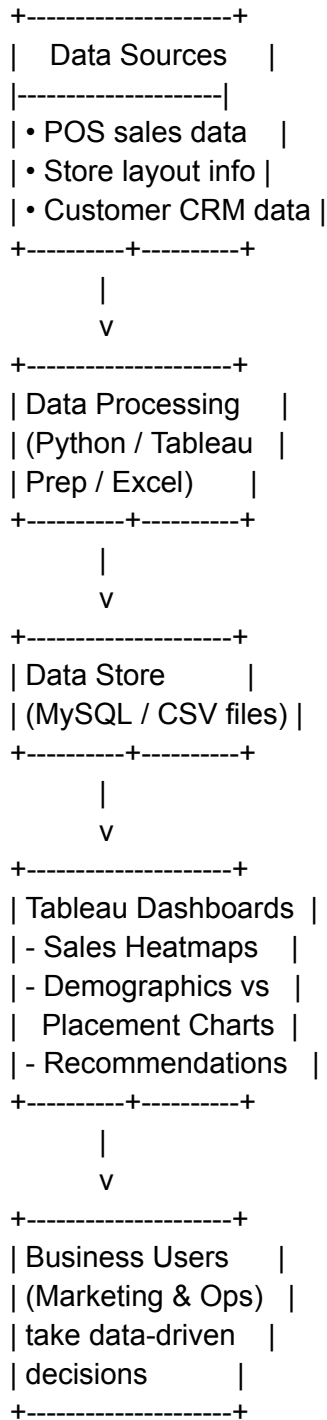 +---------------------+
|    Data Sources     |
|---------------------|
| • POS sales data    |
| • Store layout info |
| • Customer CRM data |
+----------+----------+
|
v
+---------------------+
| Data Processing     |
| (Python / Tableau   |
| Prep / Excel)       |
+----------+----------+
|
v
+---------------------+
| Data Store          |
| (MySQL / CSV files) |
+----------+----------+
|
v
+---------------------+
| Tableau Dashboards  |
| - Sales Heatmaps    |
| - Demographics vs   |
|   Placement Charts  |
| - Recommendations   |
+----------+----------+
|
v
+---------------------+
| Business Users      |
| (Marketing & Ops)   |
| take data-driven    |
| decisions           |
+---------------------+